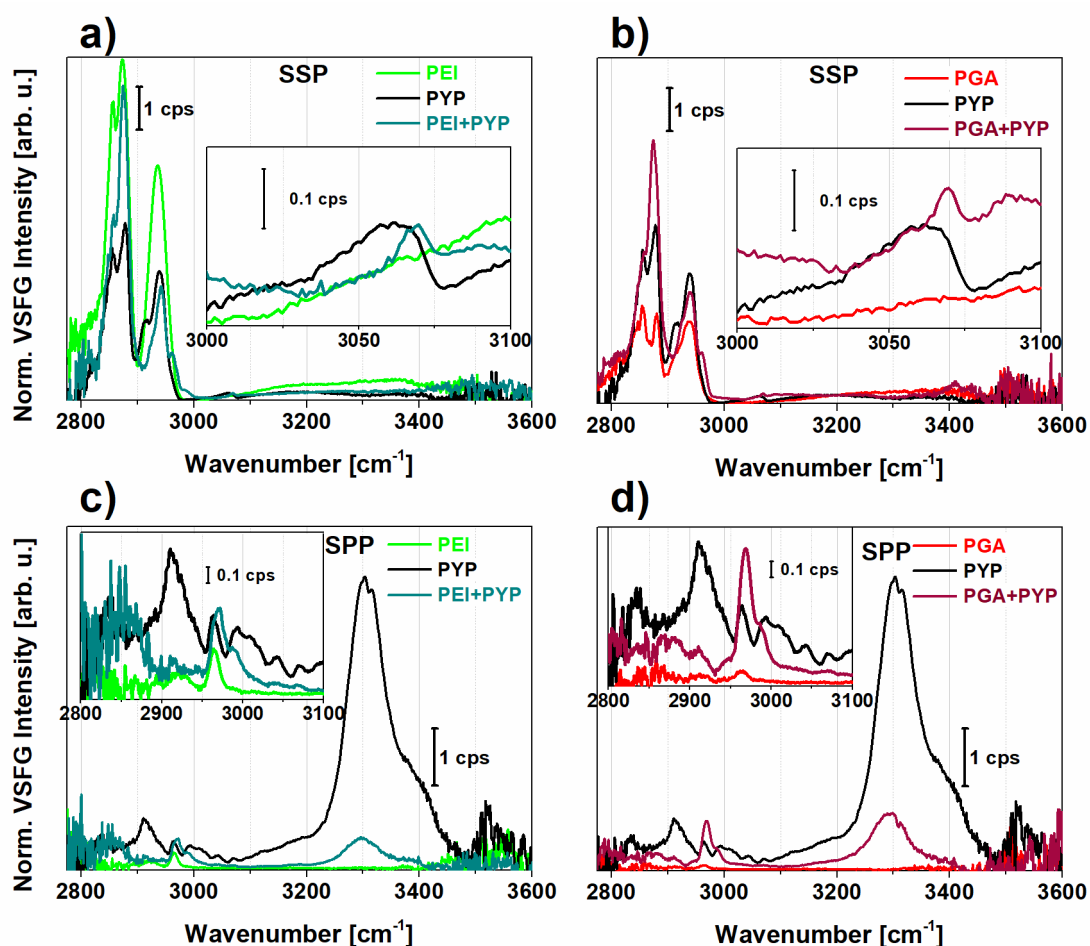 a)
SSP
PEI
PYP
PEI+PYP
1 cps
0.1 cps
3000 3050 3100
2800 3000 3200 3400 3600
Wavenumber [cm⁻¹]
Norm. VSFG Intensity [arb. u.]
b)
SSP
PGA
PYP
PGA+PYP
1 cps
0.1 cps
3000 3050 3100
2800 3000 3200 3400 3600
Wavenumber [cm⁻¹]
c)
SPP
PEI
PYP
PEI+PYP
0.1 cps
2800 2900 3000 3100
1 cps
2800 3000 3200 3400 3600
Wavenumber [cm⁻¹]
Norm. VSFG Intensity [arb. u.]
d)
SPP
PGA
PYP
PGA+PYP
0.1 cps
2800 2900 3000 3100
1 cps
2800 3000 3200 3400 3600
Wavenumber [cm⁻¹]